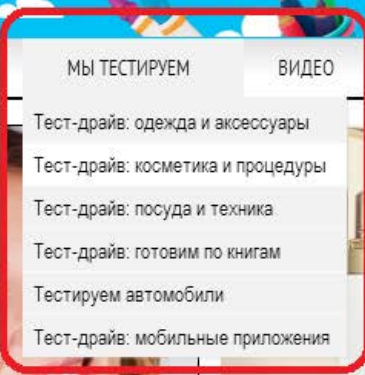 МЫ ТЕСТИРУЕМ ВИДЕО
Тест-драйв: одежда и аксессуары
Тест-драйв: косметика и процедуры
Тест-драйв: посуда и техника
Тест-драйв: готовим по книгам
Тестируем автомобили
Тест-драйв: мобильные приложения